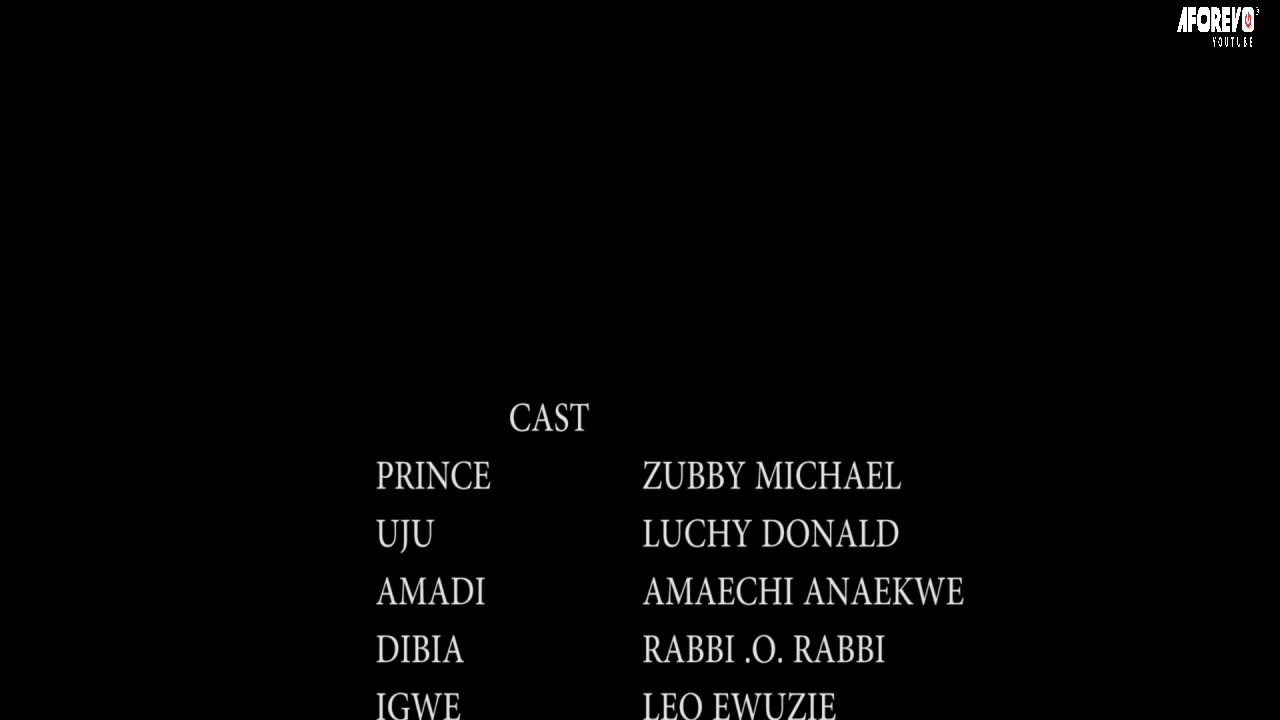 AFOREVO
YOUTUBE
CAST
PRINCE ZUBBY MICHAEL
UJU LUCHY DONALD
AMADI AMAECHI ANAEKWE
DIBIA RABBI .O. RABBI
IGWE LEO EWUZIE